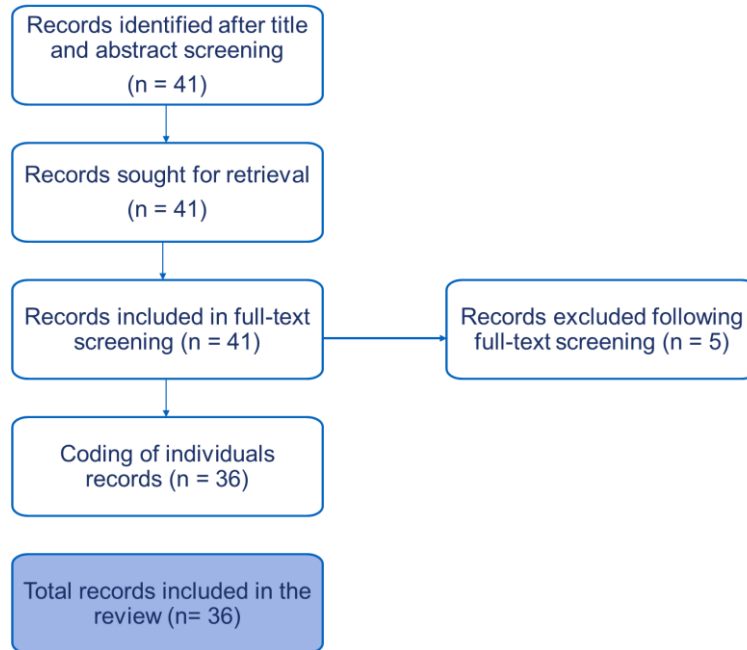 Records identified after title
and abstract screening
(n = 41)
Records sought for retrieval
(n = 41)
Records included in full-text
screening (n = 41)
Records excluded following
full-text screening (n = 5)
Coding of individuals
records (n = 36)
Total records included in the
review (n= 36)